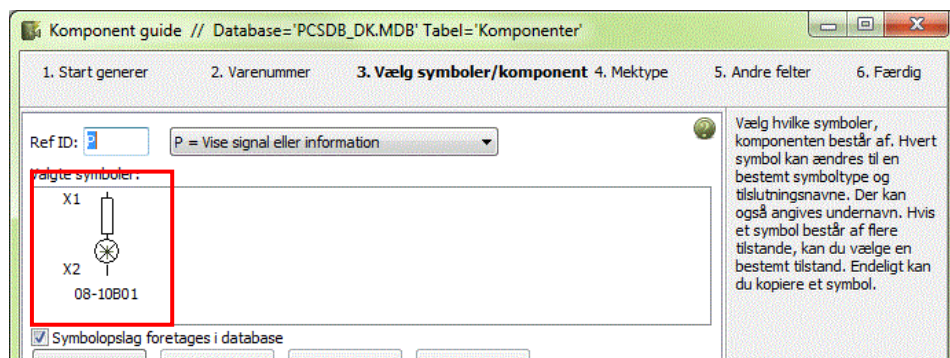 Komponent guide // Database='PCSDB_DK.MDB' Tabel='Komponenter'
1. Start generer 2. Varenummer 3. Vælg symboler/komponent 4. Mektype 5. Andre felter 6. Færdig
Ref ID: P P = Vise signal eller information
Valgte symboler:
X1
X2
08-10B01
Symbolopslag foretages i database
Vælg hvilke symboler,
komponenten består af. Hvert
symbol kan ændres til en
bestemt symboltype og
tilslutningsnavne. Der kan
også angives undernavn. Hvis
et symbol består af flere
tilstande, kan du vælge en
bestemt tilstand. Endeligt kan
du kopiere et symbol.